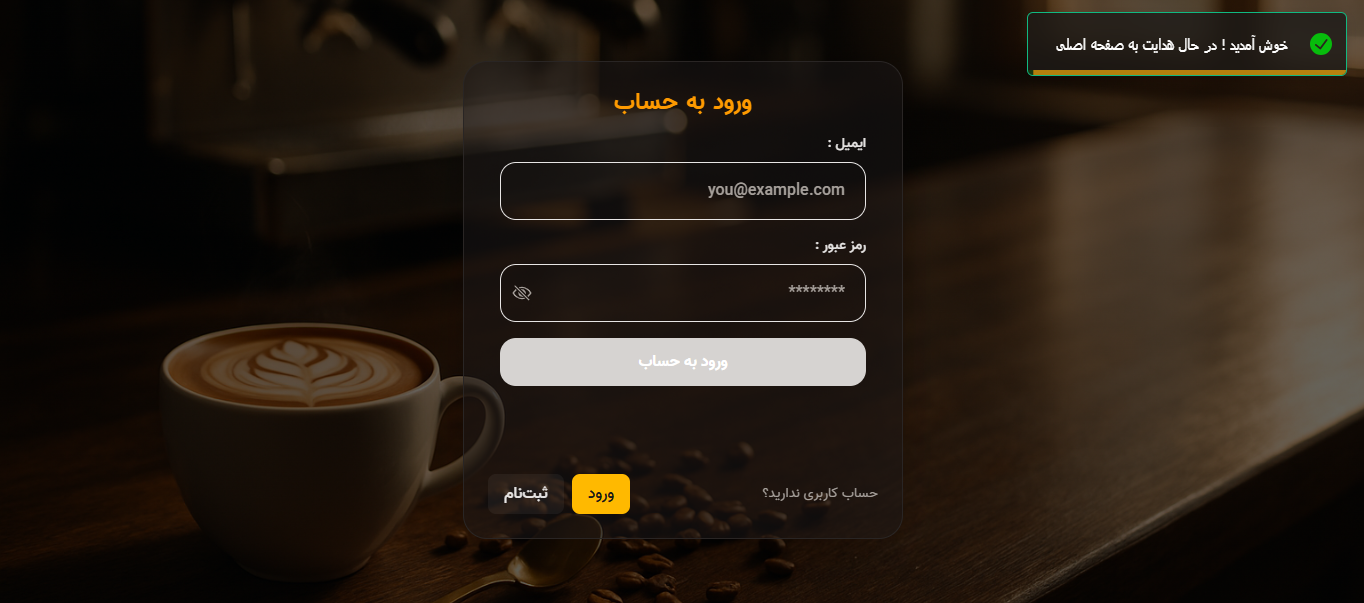 خوش آمدید ! در حال هدایت به صفحه اصلی
ورود به حساب
ایمیل :
you@example.com
رمز عبور :
********
ورود به حساب
حساب کاربری ندارید؟
ورود
ثبت‌نام